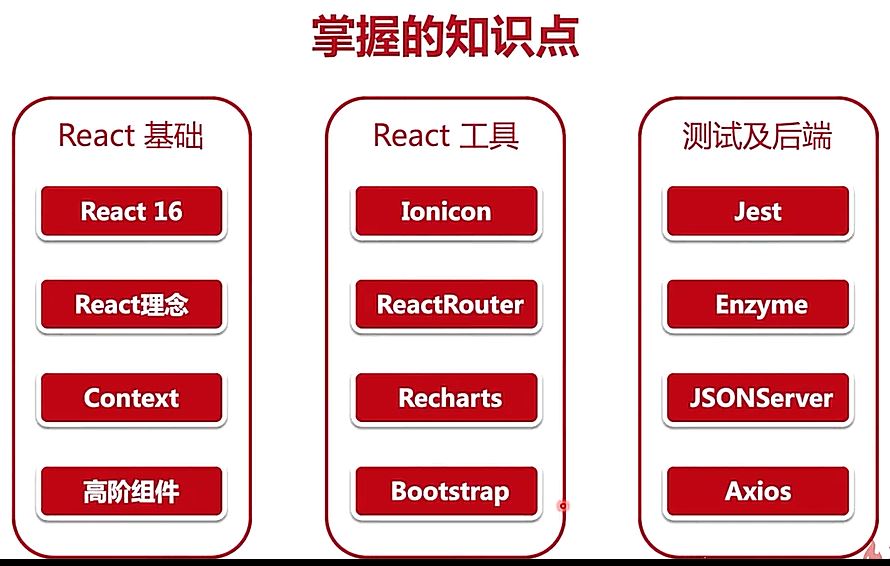 掌握的知识点
React 基础
React 16
React理念
Context
高阶组件
React 工具
Ionicon
ReactRouter
Recharts
Bootstrap
测试及后端
Jest
Enzyme
JSONServer
Axios